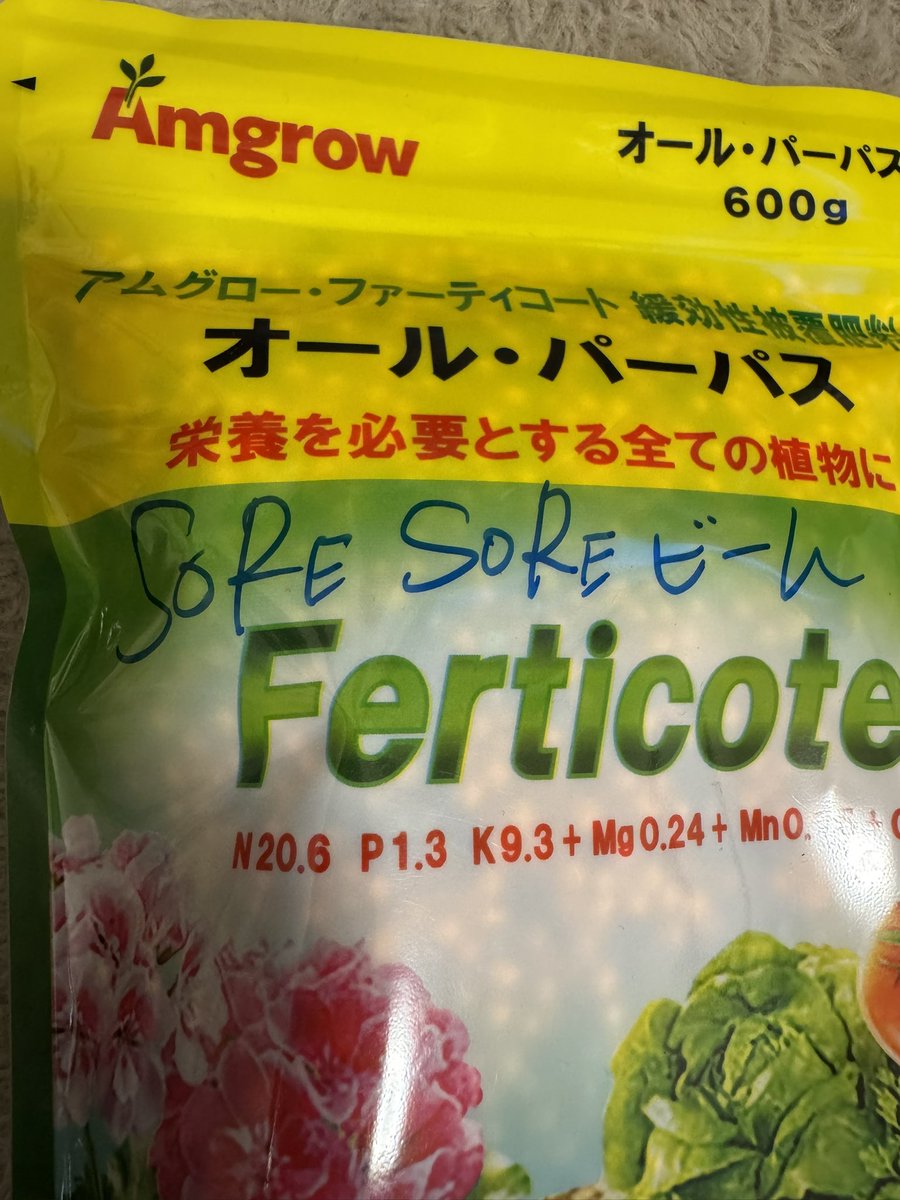 Amgrow
オール・パーパス
600g
アムグロー・ファーティコート 緩効性被覆肥料
オール・パーパス
栄養を必要とする全ての植物に
SORE SORE ビーム
Ferticote
N20.6 P1.3 K9.3+Mg0.24+Mn0.